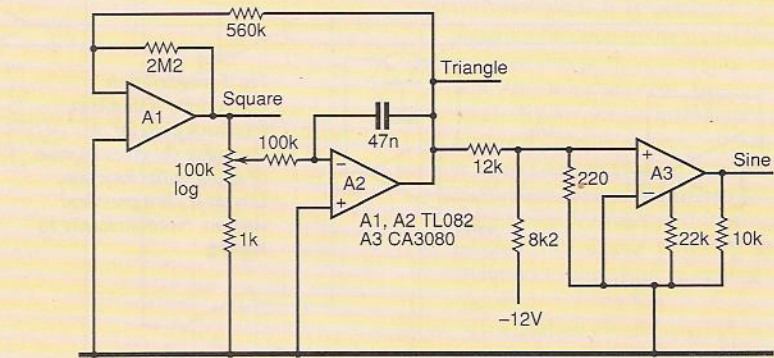 560k
2M2
A1
Square
Triangle
100k
47n
100k
log
−
A2
+
12k
220
+
A3
−
Sine
A1, A2 TL082
A3 CA3080
1k
8k2
22k
10k
−12V